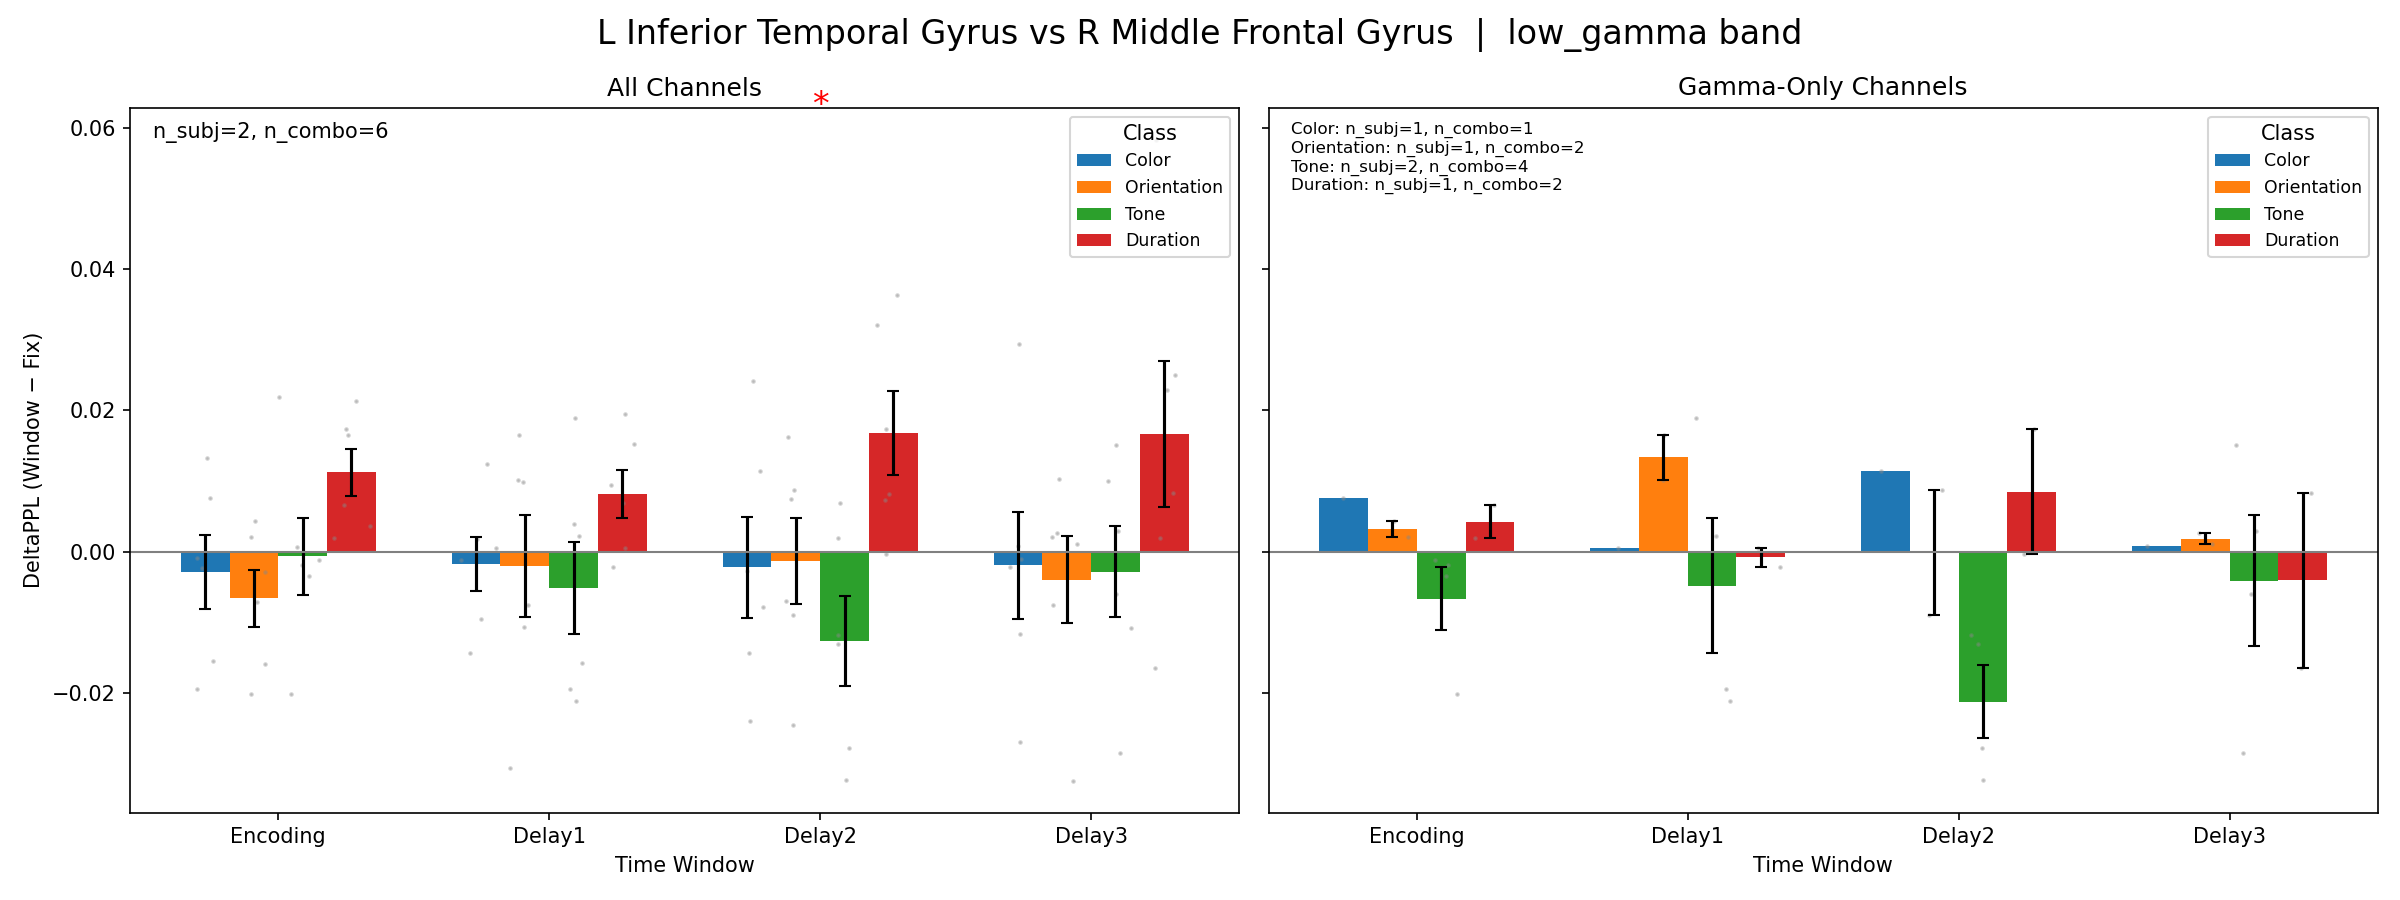 L Inferior Temporal Gyrus vs R Middle Frontal Gyrus | low_gamma band
All Channels
*
n_subj=2, n_combo=6
Class
Color
Orientation
Tone
Duration
0.06
0.04
0.02
0.00
−0.02
DeltaPPL (Window − Fix)
Encoding
Delay1
Delay2
Delay3
Time Window
Gamma-Only Channels
Color: n_subj=1, n_combo=1
Orientation: n_subj=1, n_combo=2
Tone: n_subj=2, n_combo=4
Duration: n_subj=1, n_combo=2
Class
Color
Orientation
Tone
Duration
Encoding
Delay1
Delay2
Delay3
Time Window